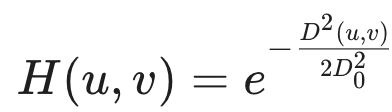 H(u, v) = e^{-\frac{D^2(u,v)}{2D_0^2}}